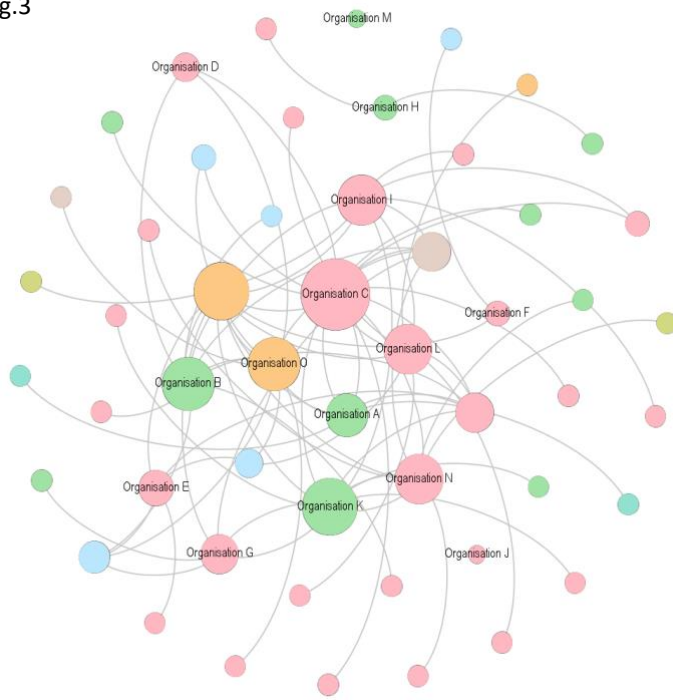 g.3
Organisation M
Organisation D
Organisation H
Organisation I
Organisation C
Organisation F
Organisation L
Organisation O
Organisation B
Organisation A
Organisation N
Organisation E
Organisation K
Organisation G
Organisation J